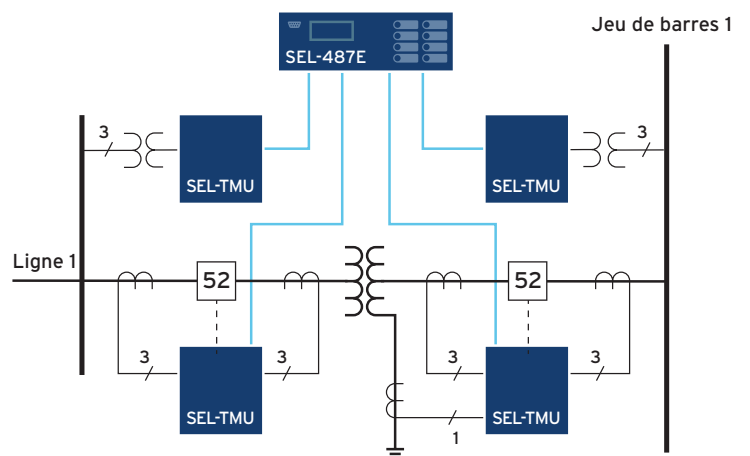 Jeu de barres 1
SEL-487E
3
3
SEL-TMU
SEL-TMU
Ligne 1
52
52
3
3
3
3
SEL-TMU
SEL-TMU
1